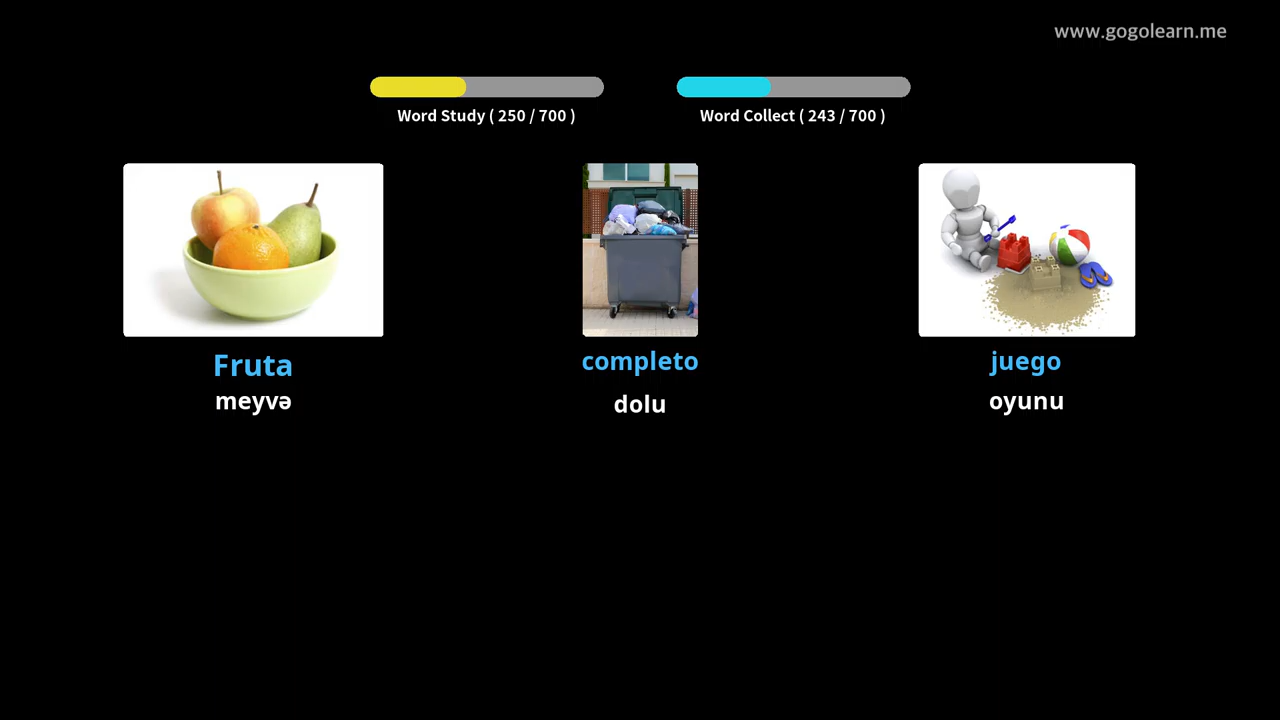 www.gogolearn.me
Word Study ( 250 / 700 )
Word Collect ( 243 / 700 )
Fruta
meyvə
completo
dolu
juego
oyunu